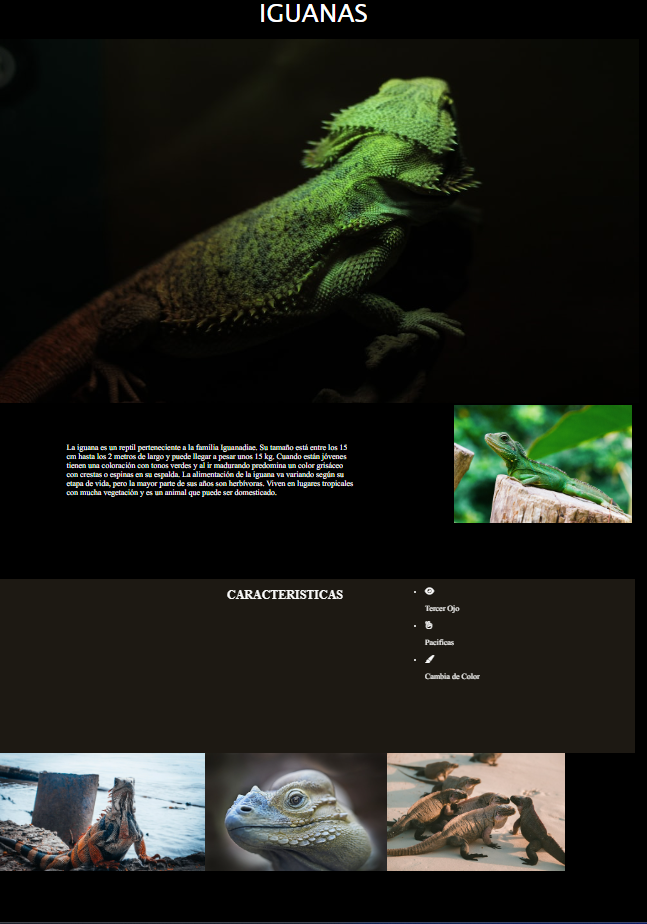 IGUANAS
La iguana es un reptil perteneciente a la familia Iguanadiae. Su tamaño está entre los 15
cm hasta los 2 metros de largo y puede llegar a pesar unos 15 kg. Cuando están jóvenes
tienen una coloración con tonos verdes y al ir madurando predomina un color grisáceo
con crestas o espinas en su espalda. La alimentación de la iguana va variando según su
etapa de vida, pero la mayor parte de sus años son herbívoras. Viven en lugares tropicales
con mucha vegetación y es un animal que puede ser domesticado.
CARACTERISTICAS
Tercer Ojo
Pacificas
Cambia de Color